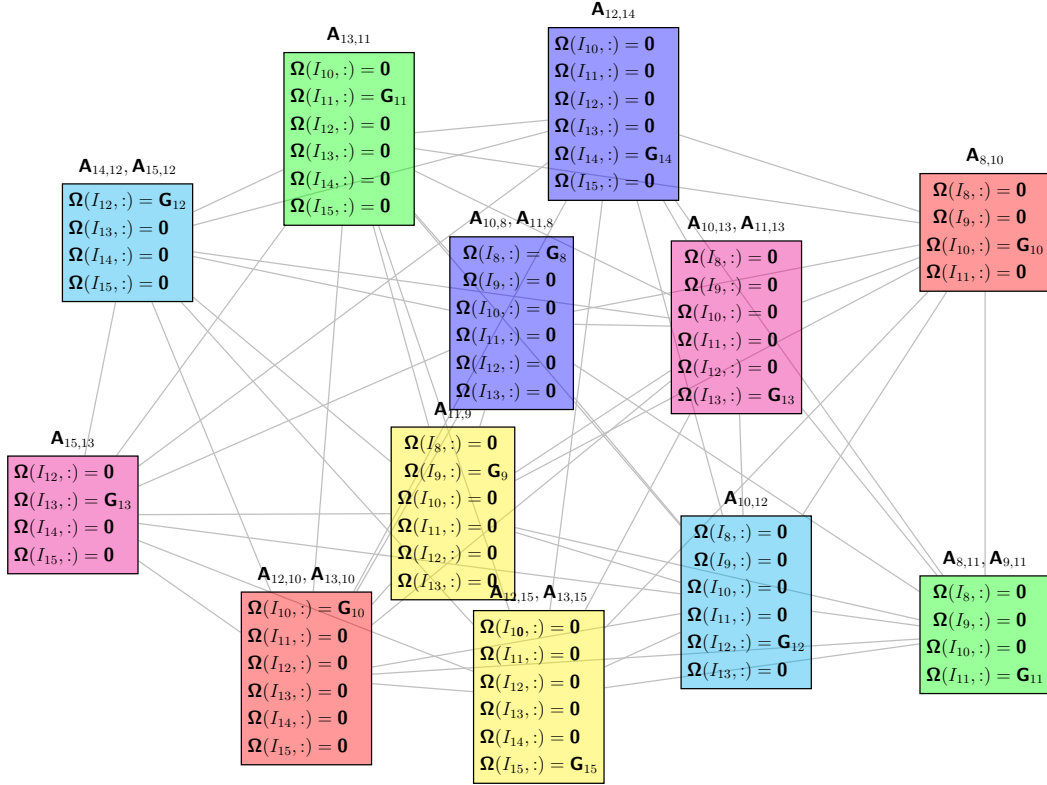 A12,14
Ω(I10, :) = 0
Ω(I11, :) = 0
Ω(I12, :) = 0
Ω(I13, :) = 0
Ω(I14, :) = G14
Ω(I15, :) = 0
A13,11
Ω(I10, :) = 0
Ω(I11, :) = G11
Ω(I12, :) = 0
Ω(I13, :) = 0
Ω(I14, :) = 0
Ω(I15, :) = 0
A14,12, A15,12
Ω(I12, :) = G12
Ω(I13, :) = 0
Ω(I14, :) = 0
Ω(I15, :) = 0
A8,10
Ω(I8, :) = 0
Ω(I9, :) = 0
Ω(I10, :) = G10
Ω(I11, :) = 0
A10,8, A11,8
Ω(I8, :) = G8
Ω(I9, :) = 0
Ω(I10, :) = 0
Ω(I11, :) = 0
Ω(I12, :) = 0
Ω(I13, :) = 0
A10,13, A11,13
Ω(I8, :) = 0
Ω(I9, :) = 0
Ω(I10, :) = 0
Ω(I11, :) = 0
Ω(I12, :) = 0
Ω(I13, :) = G13
A11,9
Ω(I8, :) = 0
Ω(I9, :) = G9
Ω(I10, :) = 0
Ω(I11, :) = 0
Ω(I12, :) = 0
Ω(I13, :) = 0
A15,13
Ω(I12, :) = 0
Ω(I13, :) = G13
Ω(I14, :) = 0
Ω(I15, :) = 0
A10,12
Ω(I8, :) = 0
Ω(I9, :) = 0
Ω(I10, :) = 0
Ω(I11, :) = 0
Ω(I12, :) = G12
Ω(I13, :) = 0
A8,11, A9,11
Ω(I8, :) = 0
Ω(I9, :) = 0
Ω(I10, :) = 0
Ω(I11, :) = G11
A12,10, A13,10
Ω(I10, :) = G10
Ω(I11, :) = 0
Ω(I12, :) = 0
Ω(I13, :) = 0
Ω(I14, :) = 0
Ω(I15, :) = 0
A12,15, A13,15
Ω(I10, :) = 0
Ω(I11, :) = 0
Ω(I12, :) = 0
Ω(I13, :) = 0
Ω(I14, :) = 0
Ω(I15, :) = G15